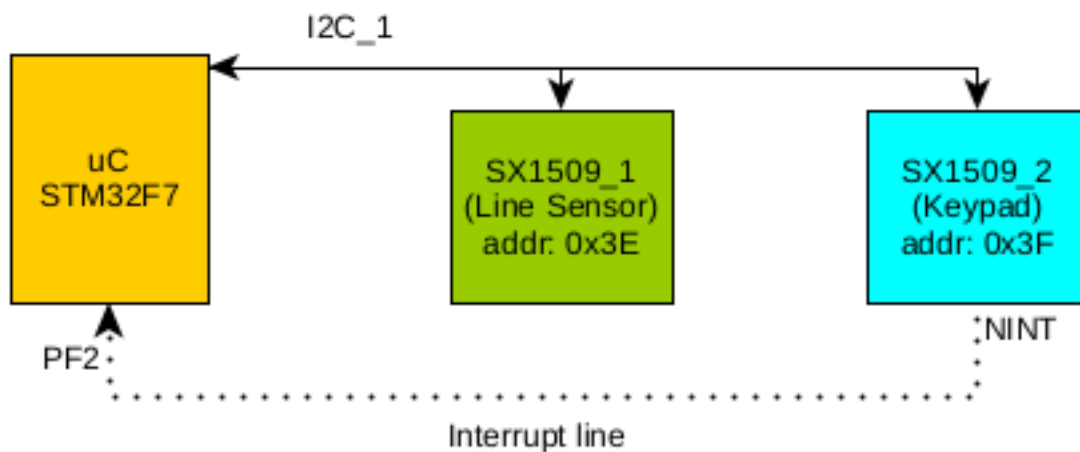 I2C_1
uC
STM32F7
SX1509_1
(Line Sensor)
addr: 0x3E
SX1509_2
(Keypad)
addr: 0x3F
NINT
PF2
Interrupt line